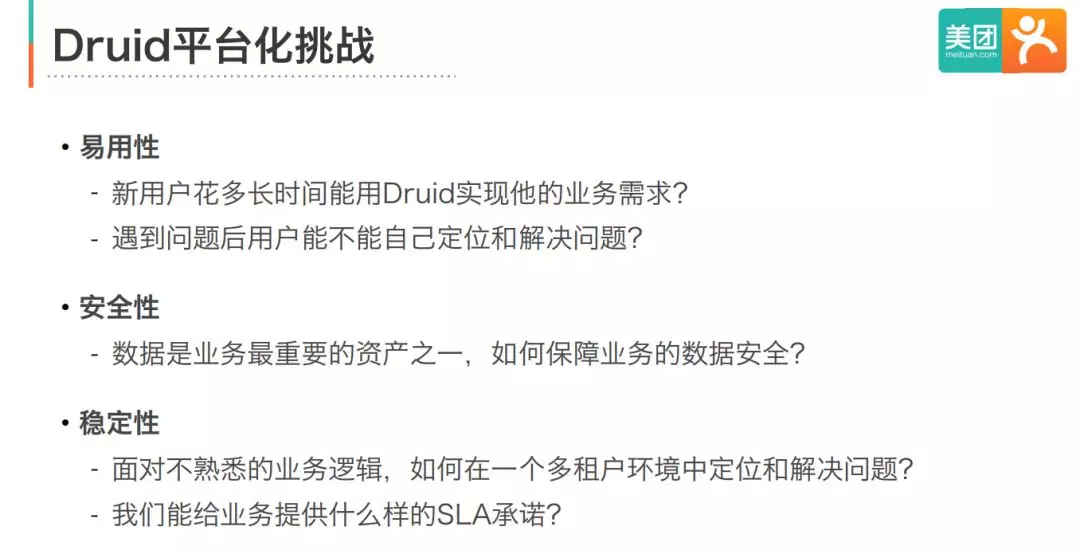 Druid平台化挑战
美团
meituan.com
• 易用性
- 新用户花多长时间能用Druid实现他的业务需求?
- 遇到问题后用户能不能自己定位和解决问题?
• 安全性
- 数据是业务最重要的资产之一，如何保障业务的数据安全?
• 稳定性
- 面对不熟悉的业务逻辑，如何在一个多租户环境中定位和解决问题?
- 我们能给业务提供什么样的SLA承诺?